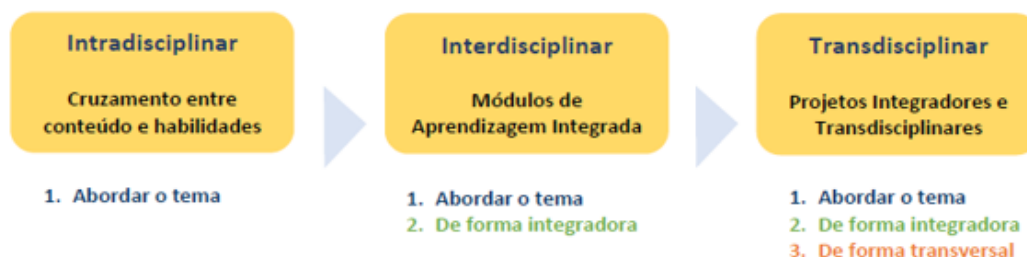 Intradisciplinar
Cruzamento entre
conteúdo e habilidades
1. Abordar o tema
Interdisciplinar
Módulos de
Aprendizagem Integrada
1. Abordar o tema
2. De forma integradora
Transdisciplinar
Projetos Integradores e
Transdisciplinares
1. Abordar o tema
2. De forma integradora
3. De forma transversal